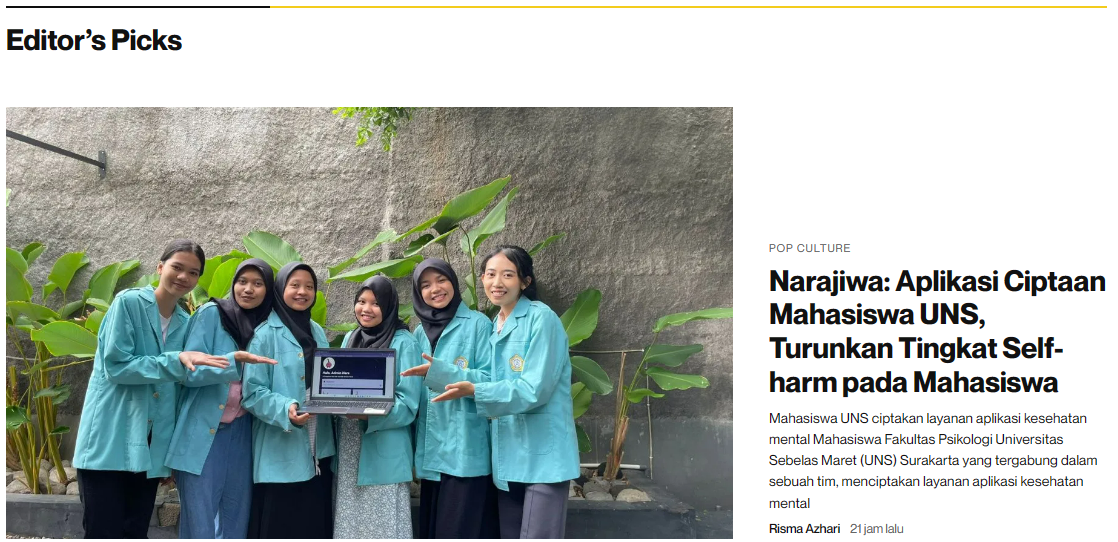 Editor’s Picks
POP CULTURE
Narajiwa: Aplikasi Ciptaan
Mahasiswa UNS,
Turunkan Tingkat Self-
harm pada Mahasiswa
Mahasiswa UNS ciptakan layanan aplikasi kesehatan
mental Mahasiswa Fakultas Psikologi Universitas
Sebelas Maret (UNS) Surakarta yang tergabung dalam
sebuah tim, menciptakan layanan aplikasi kesehatan
mental
Risma Azhari 21 jam lalu